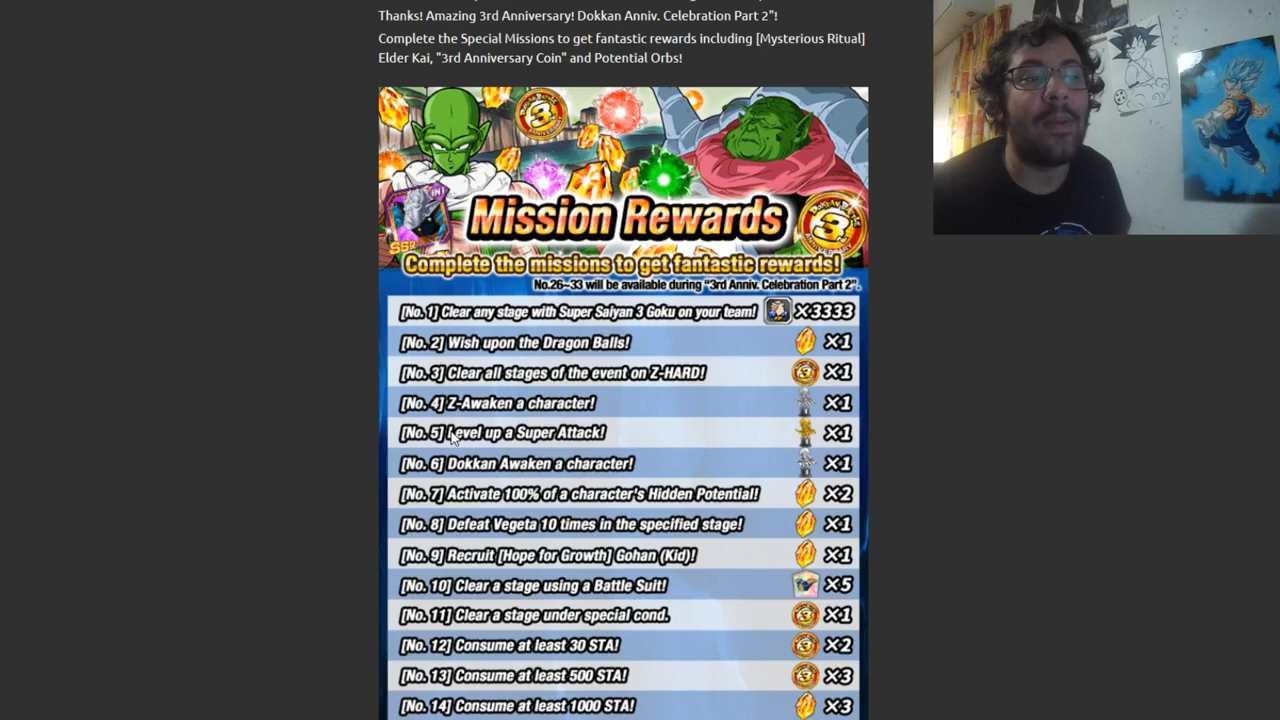 Thanks! Amazing 3rd Anniversary! Dokkan Anniv. Celebration Part 2"!
Complete the Special Missions to get fantastic rewards including [Mysterious Ritual]
Elder Kai, "3rd Anniversary Coin" and Potential Orbs!
3
ANNIVERSARY
INT
SSR
Mission Rewards
3
ANNIVERSARY
Complete the missions to get fantastic rewards!
No.26~33 will be available during "3rd Anniv. Celebration Part 2".
[No. 1] Clear any stage with Super Saiyan 3 Goku on your team! ×3333
[No. 2] Wish upon the Dragon Balls! ×1
[No. 3] Clear all stages of the event on Z-HARD! ×1
[No. 4] Z-Awaken a character! ×1
[No. 5] Level up a Super Attack! ×1
[No. 6] Dokkan Awaken a character! ×1
[No. 7] Activate 100% of a character's Hidden Potential! ×2
[No. 8] Defeat Vegeta 10 times in the specified stage! ×1
[No. 9] Recruit [Hope for Growth] Gohan (Kid)! ×1
[No. 10] Clear a stage using a Battle Suit! ×5
[No. 11] Clear a stage under special cond. ×1
[No. 12] Consume at least 30 STA! ×2
[No. 13] Consume at least 500 STA! ×3
[No. 14] Consume at least 1000 STA! ×3